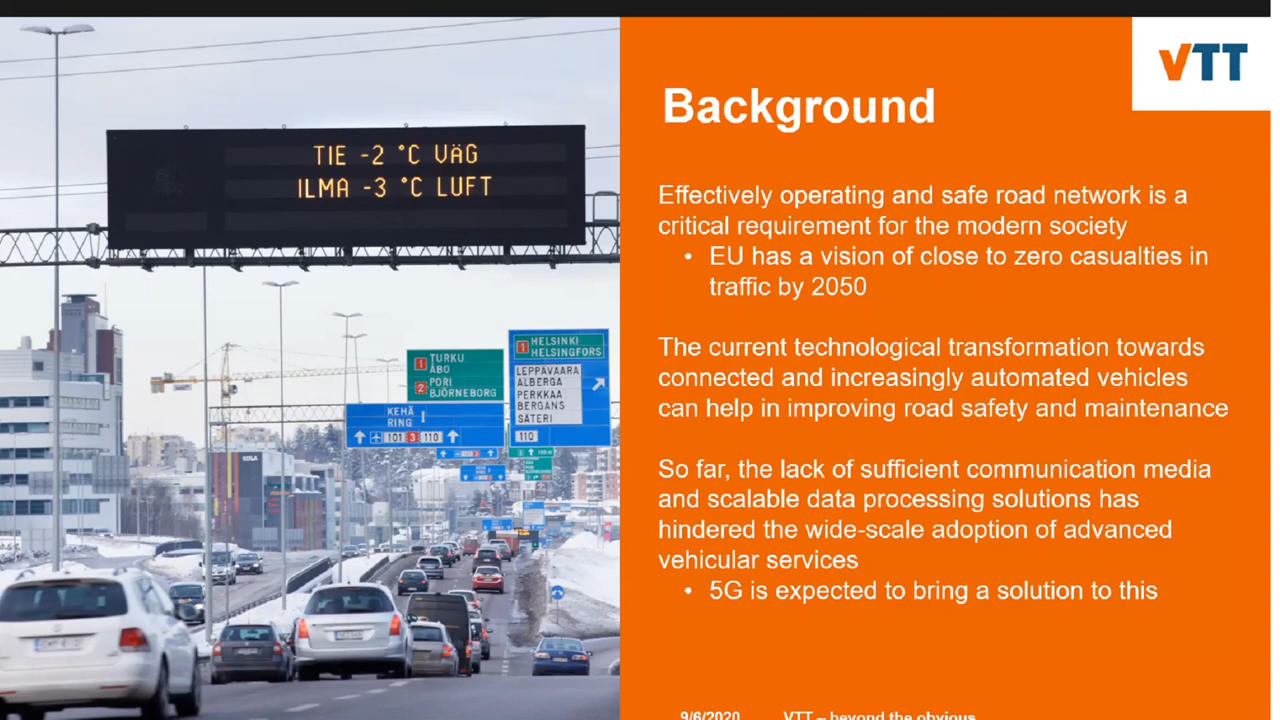 TIE -2 °C VÄG
ILMA -3 °C LUFT
1 TURKU
ÅBO
2 PORI
BJÖRNEBORG
1 HELSINKI
HELSINGFORS
LEPPÄVAARA
ALBERGA
PERKKAA
BERGANS
SÄTERI
110
KEHÄ I
RING
101 3 110
VTT
Background
Effectively operating and safe road network is a
critical requirement for the modern society
• EU has a vision of close to zero casualties in
traffic by 2050
The current technological transformation towards
connected and increasingly automated vehicles
can help in improving road safety and maintenance
So far, the lack of sufficient communication media
and scalable data processing solutions has
hindered the wide-scale adoption of advanced
vehicular services
• 5G is expected to bring a solution to this
9/6/2020 VTT – beyond the obvious